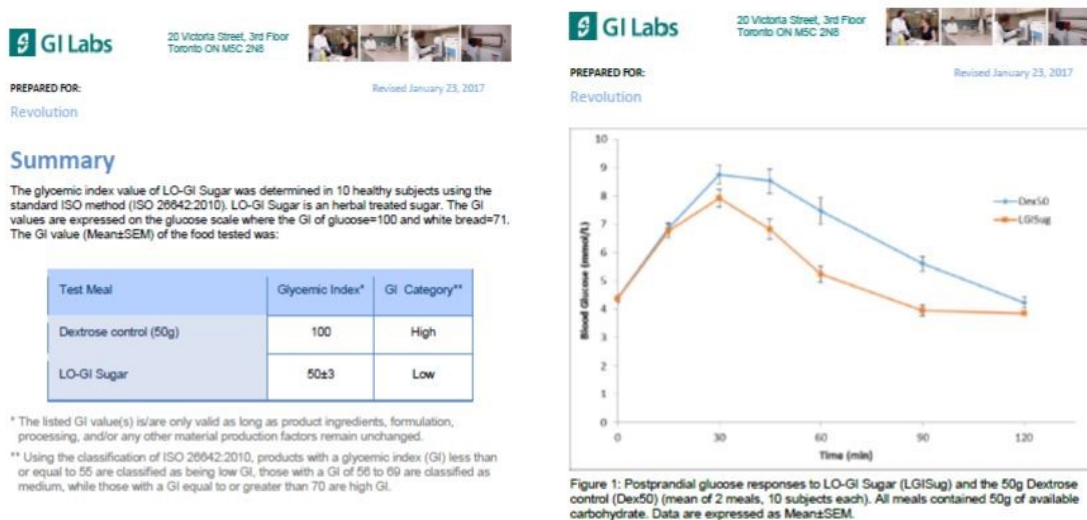 GI Labs
20 Victoria Street, 3rd Floor
Toronto ON M5C 2N8
PREPARED FOR:
Revised January 23, 2017
Revolution
Summary
The glycemic index value of LO-GI Sugar was determined in 10 healthy subjects using the
standard ISO method (ISO 26642:2010). LO-GI Sugar is an herbal treated sugar. The GI
values are expressed on the glucose scale where the GI of glucose=100 and white bread=71.
The GI value (Mean±SEM) of the food tested was:
Test Meal Glycemic Index* GI Category**
Dextrose control (50g) 100 High
LO-GI Sugar 50±3 Low
* The listed GI value(s) is/are only valid as long as product ingredients, formulation,
processing, and/or any other material production factors remain unchanged.
** Using the classification of ISO 26642:2010, products with a glycemic index (GI) less than
or equal to 55 are classified as being low GI, those with a GI of 56 to 69 are classified as
medium, while those with a GI equal to or greater than 70 are high GI.
GI Labs
20 Victoria Street, 3rd Floor
Toronto ON M5C 2N8
PREPARED FOR:
Revised January 23, 2017
Revolution
10
9
8
7
6
5
4
3
2
1
0
Blood Glucose (mmol/L)
Dex50
LGISug
0 30 60 90 120
Time (min)
Figure 1: Postprandial glucose responses to LO-GI Sugar (LGISug) and the 50g Dextrose
control (Dex50) (mean of 2 meals, 10 subjects each). All meals contained 50g of available
carbohydrate. Data are expressed as Mean±SEM.